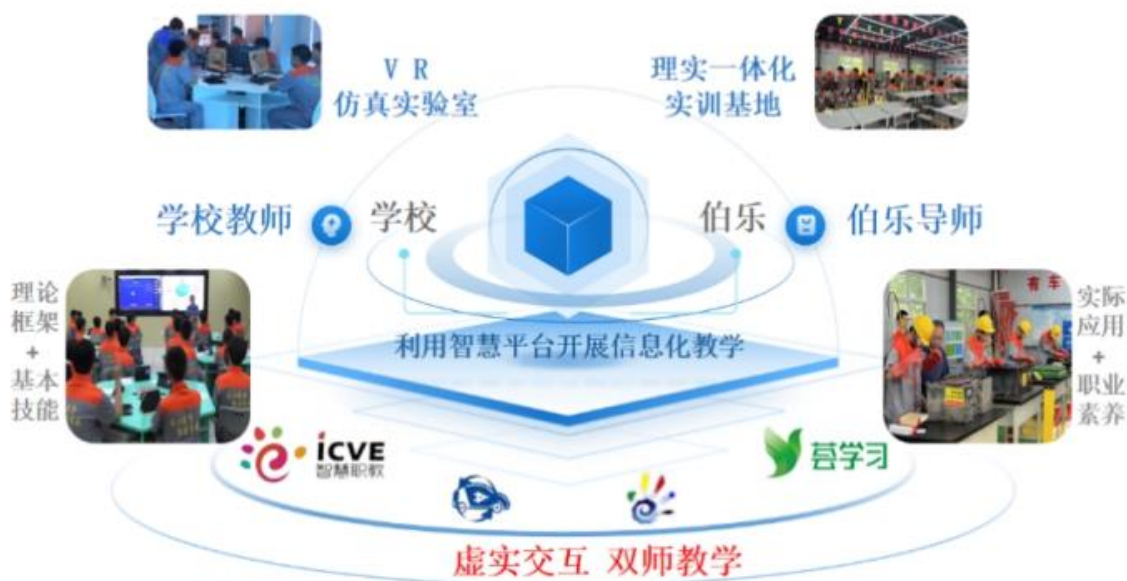 V R
仿真实验室
理实一体化
实训基地
学校教师
学校
伯乐
伯乐导师
理论
框架
+
基本
技能
有车
实际
应用
+
职业
素养
利用智慧平台开展信息化教学
icve
智慧职教
荟学习
虚实交互 双师教学